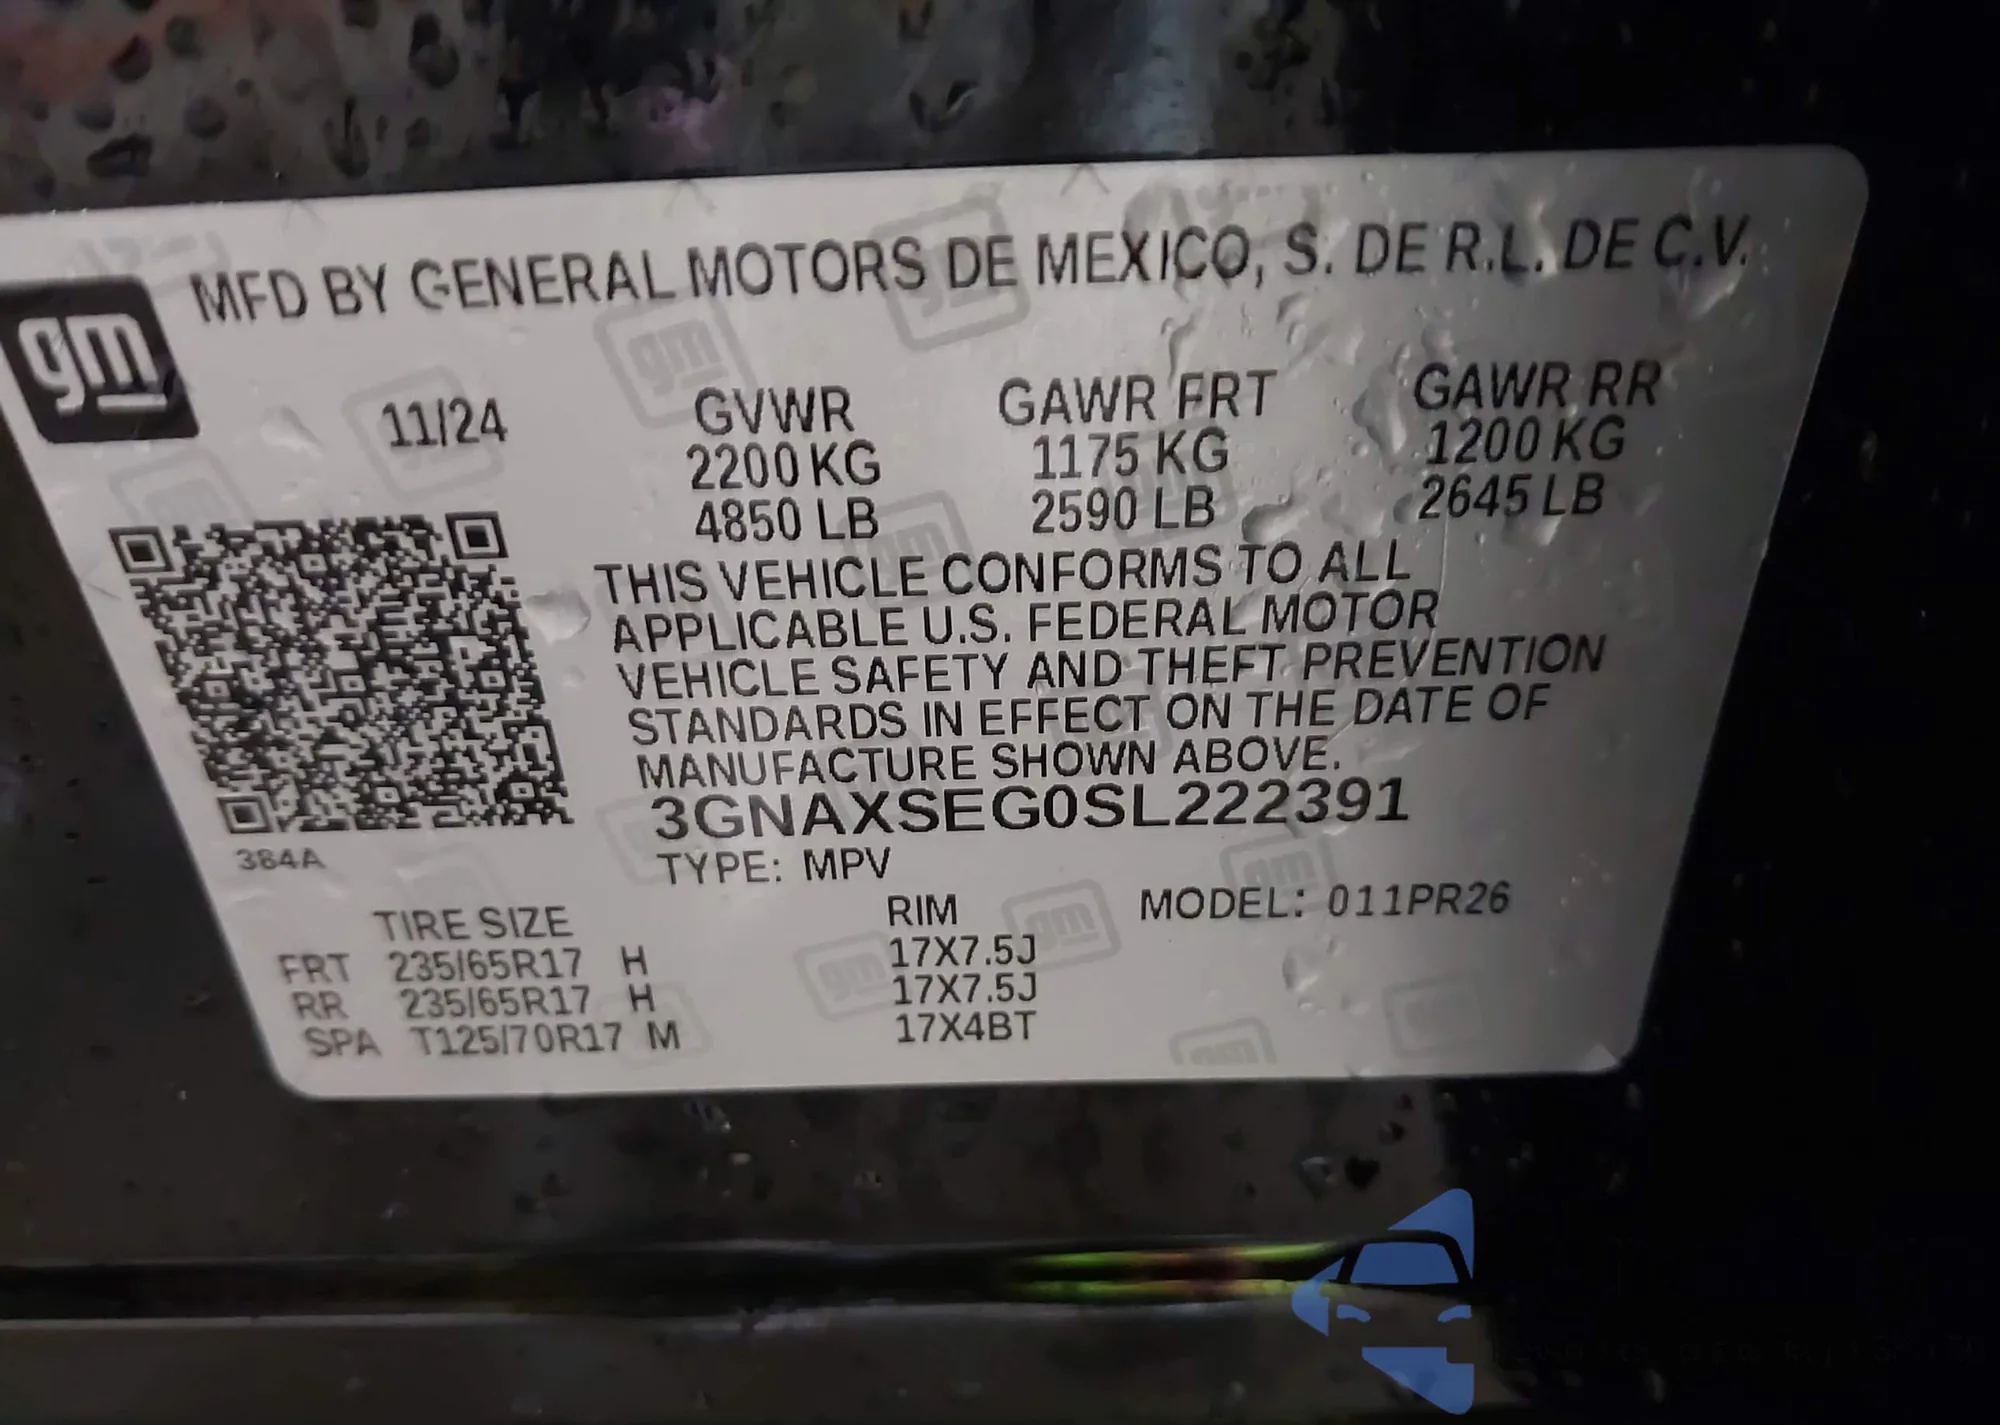 MFD BY GENERAL MOTORS DE MEXICO, S. DE R.L. DE C.V.
gm
11/24
GVWR GAWR FRT GAWR RR
2200 KG 1175 KG 1200 KG
4850 LB 2590 LB 2645 LB
THIS VEHICLE CONFORMS TO ALL
APPLICABLE U.S. FEDERAL MOTOR
VEHICLE SAFETY AND THEFT PREVENTION
STANDARDS IN EFFECT ON THE DATE OF
MANUFACTURE SHOWN ABOVE.
3GNAXSEG0SL222391
384A
TYPE: MPV
TIRE SIZE RIM MODEL: 011PR26
FRT 235/65R17 H 17X7.5J
RR 235/65R17 H 17X7.5J
SPA T125/70R17 M 17X4BT